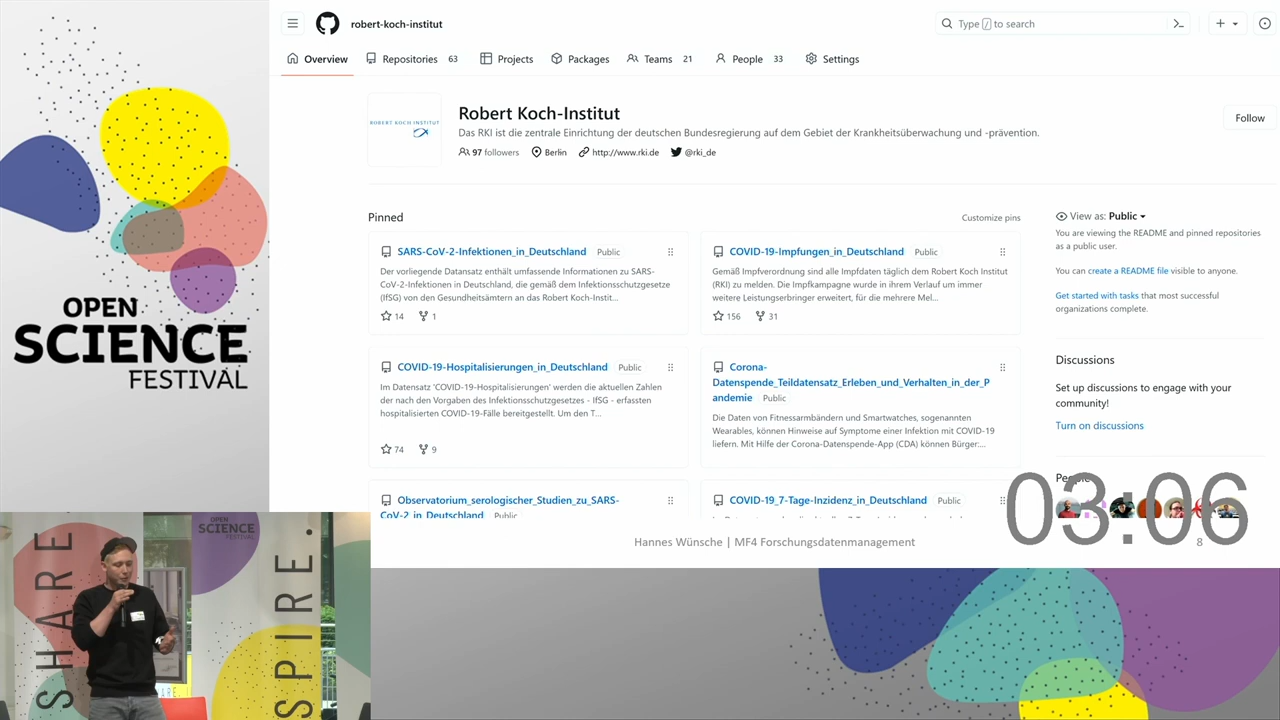 robert-koch-institut
Type / to search
Overview
Repositories 63
Projects
Packages
Teams 21
People 33
Settings
ROBERT KOCH INSTITUT
Robert Koch-Institut
Das RKI ist die zentrale Einrichtung der deutschen Bundesregierung auf dem Gebiet der Krankheitsüberwachung und -prävention.
97 followers
Berlin
http://www.rki.de
@rki_de
Follow
Pinned
Customize pins
SARS-CoV-2-Infektionen_in_Deutschland Public
Der vorliegende Datansatz enthält umfassende Informationen zu SARS-
CoV-2-Infektionen in Deutschland, die gemäß dem Infektionsschutzgesetze
(IfSG) von den Gesundheitsämtern an das Robert Koch-Instit...
14 1
COVID-19-Impfungen_in_Deutschland Public
Gemäß Impfverordnung sind alle Impfdaten täglich dem Robert Koch Institut
(RKI) zu melden. Die Impfkampagne wurde in ihrem Verlauf um immer
weitere Leistungserbringer erweitert, für die mehrere Mel...
156 31
COVID-19-Hospitalisierungen_in_Deutschland Public
Im Datensatz 'COVID-19-Hospitalisierungen' werden die aktuellen Zahlen
der nach den Vorgaben des Infektionsschutzgesetzes - IfSG - erfassten
hospitalisierten COVID-19-Fälle bereitgestellt. Um den T...
74 9
Corona-
Datenspende_Teildatensatz_Erleben_und_Verhalten_in_der_P
andemie Public
Die Daten von Fitnessarmbändern und Smartwatches, sogenannten
Wearables, können Hinweise auf Symptome einer Infektion mit COVID-19
liefern. Mit Hilfe der Corona-Datenspende-App (CDA) können Bürger:...
Observatorium_serologischer_Studien_zu_SARS-
CoV-2_in_Deutschland Public
COVID-19_7-Tage-Inzidenz_in_Deutschland Public
View as: Public
You are viewing the README and pinned repositories
as a public user.
You can create a README file visible to anyone.
Get started with tasks that most successful
organizations complete.
Discussions
Set up discussions to engage with your
community!
Turn on discussions
People
03:06
Hannes Wünsche | MF4 Forschungsdatenmanagement
8
OPEN
SCIENCE
FESTIVAL
OPEN
SCIENCE
FESTIVAL
SHARE
SPIRE.